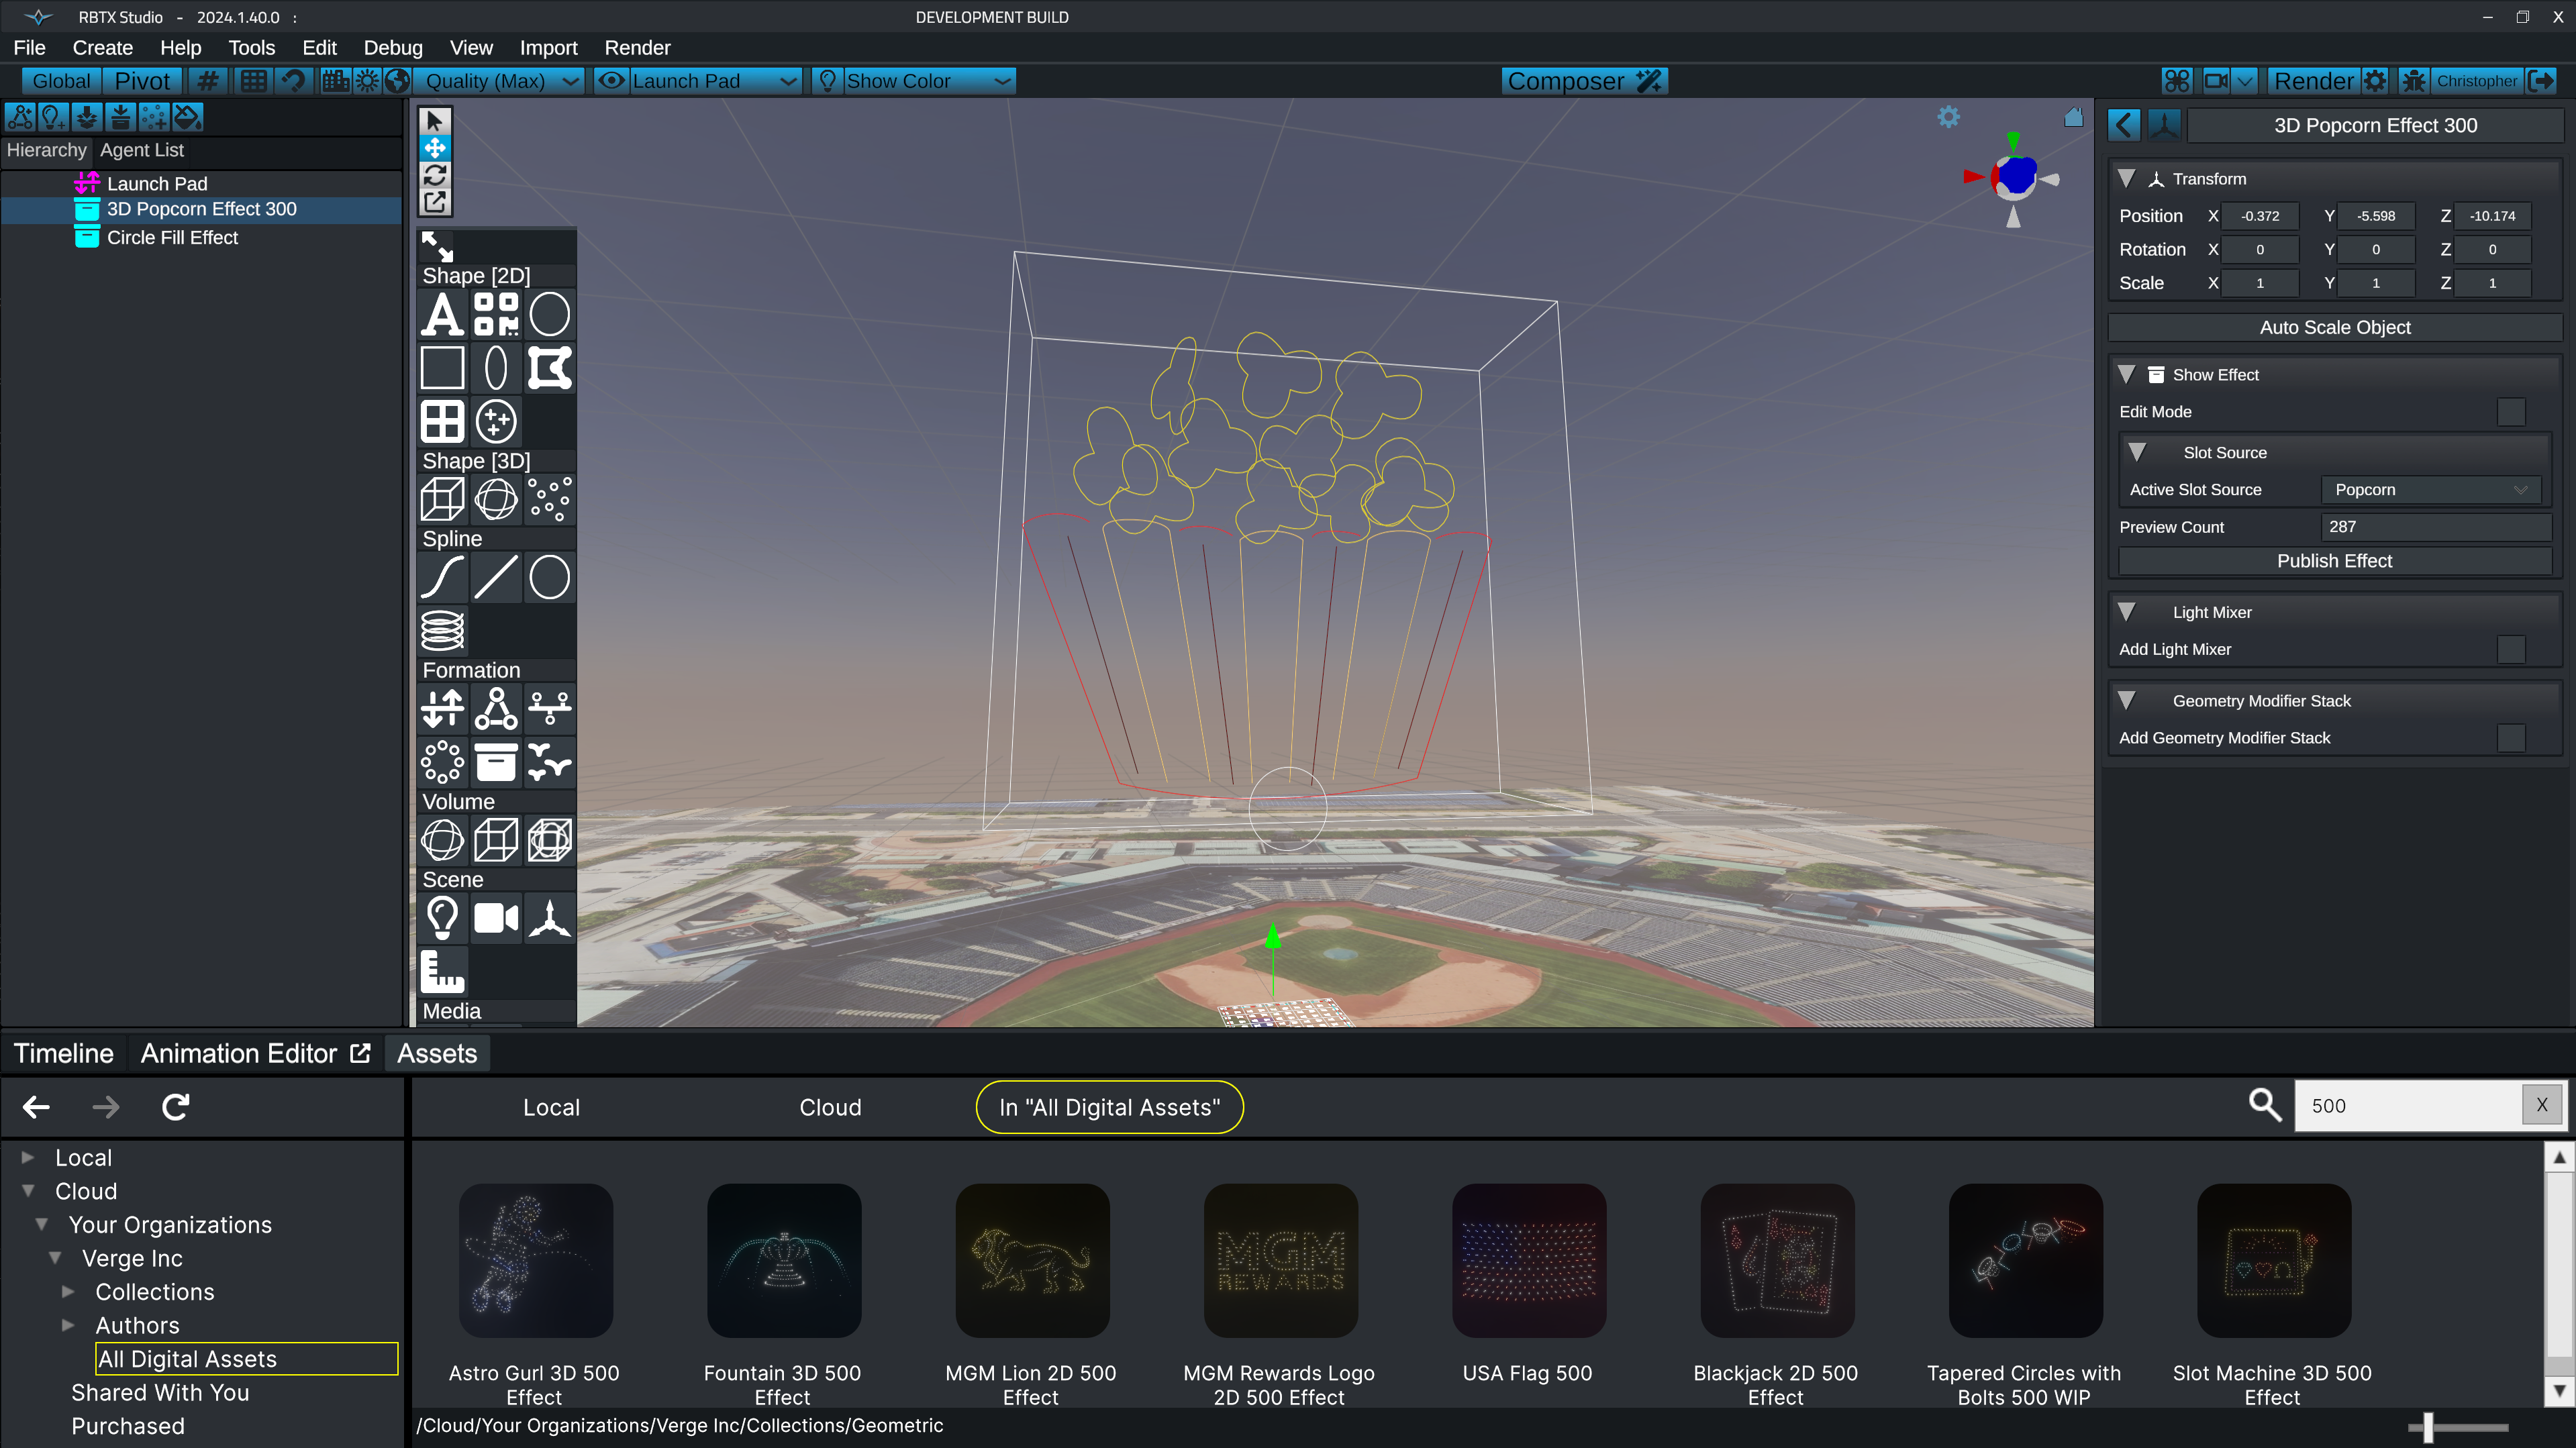 RBTX Studio - 2024.1.40.0 :
DEVELOPMENT BUILD
X
File Create Help Tools Edit Debug View Import Render
Global Pivot # Quality (Max) Launch Pad Show Color Composer Render Christopher
Hierarchy Agent List
Launch Pad
3D Popcorn Effect 300
Circle Fill Effect
Shape [2D]
A
Shape [3D]
Spline
Formation
Volume
Scene
Media
3D Popcorn Effect 300
Transform
Position X -0.372 Y -5.598 Z -10.174
Rotation X 0 Y 0 Z 0
Scale X 1 Y 1 Z 1
Auto Scale Object
Show Effect
Edit Mode
Slot Source
Active Slot Source Popcorn
Preview Count 287
Publish Effect
Light Mixer
Add Light Mixer
Geometry Modifier Stack
Add Geometry Modifier Stack
Timeline Animation Editor Assets
Local Cloud In "All Digital Assets" 500 X
Local
Cloud
Your Organizations
Verge Inc
Collections
Authors
All Digital Assets
Shared With You
Purchased
MGM
REWARDS
Astro Gurl 3D 500
Effect
Fountain 3D 500
Effect
MGM Lion 2D 500
Effect
MGM Rewards Logo
2D 500 Effect
USA Flag 500
Blackjack 2D 500
Effect
Tapered Circles with
Bolts 500 WIP
Slot Machine 3D 500
Effect
/Cloud/Your Organizations/Verge Inc/Collections/Geometric